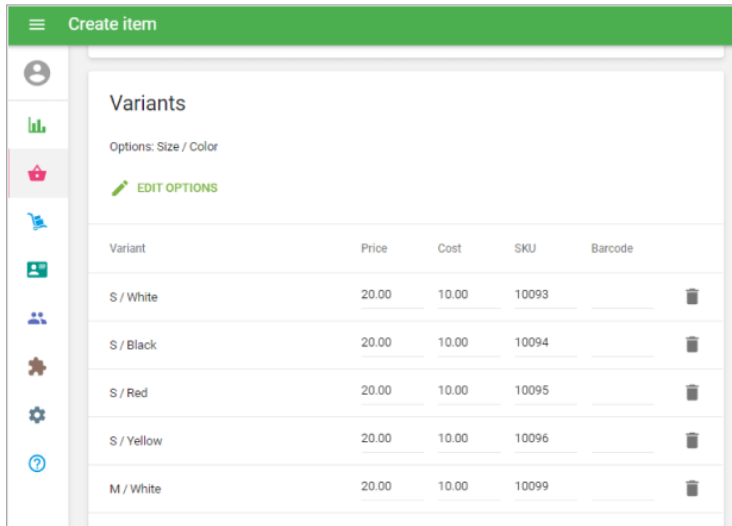 Create item
Variants
Options: Size / Color
EDIT OPTIONS
Variant Price Cost SKU Barcode
S / White 20.00 10.00 10093
S / Black 20.00 10.00 10094
S / Red 20.00 10.00 10095
S / Yellow 20.00 10.00 10096
M / White 20.00 10.00 10099